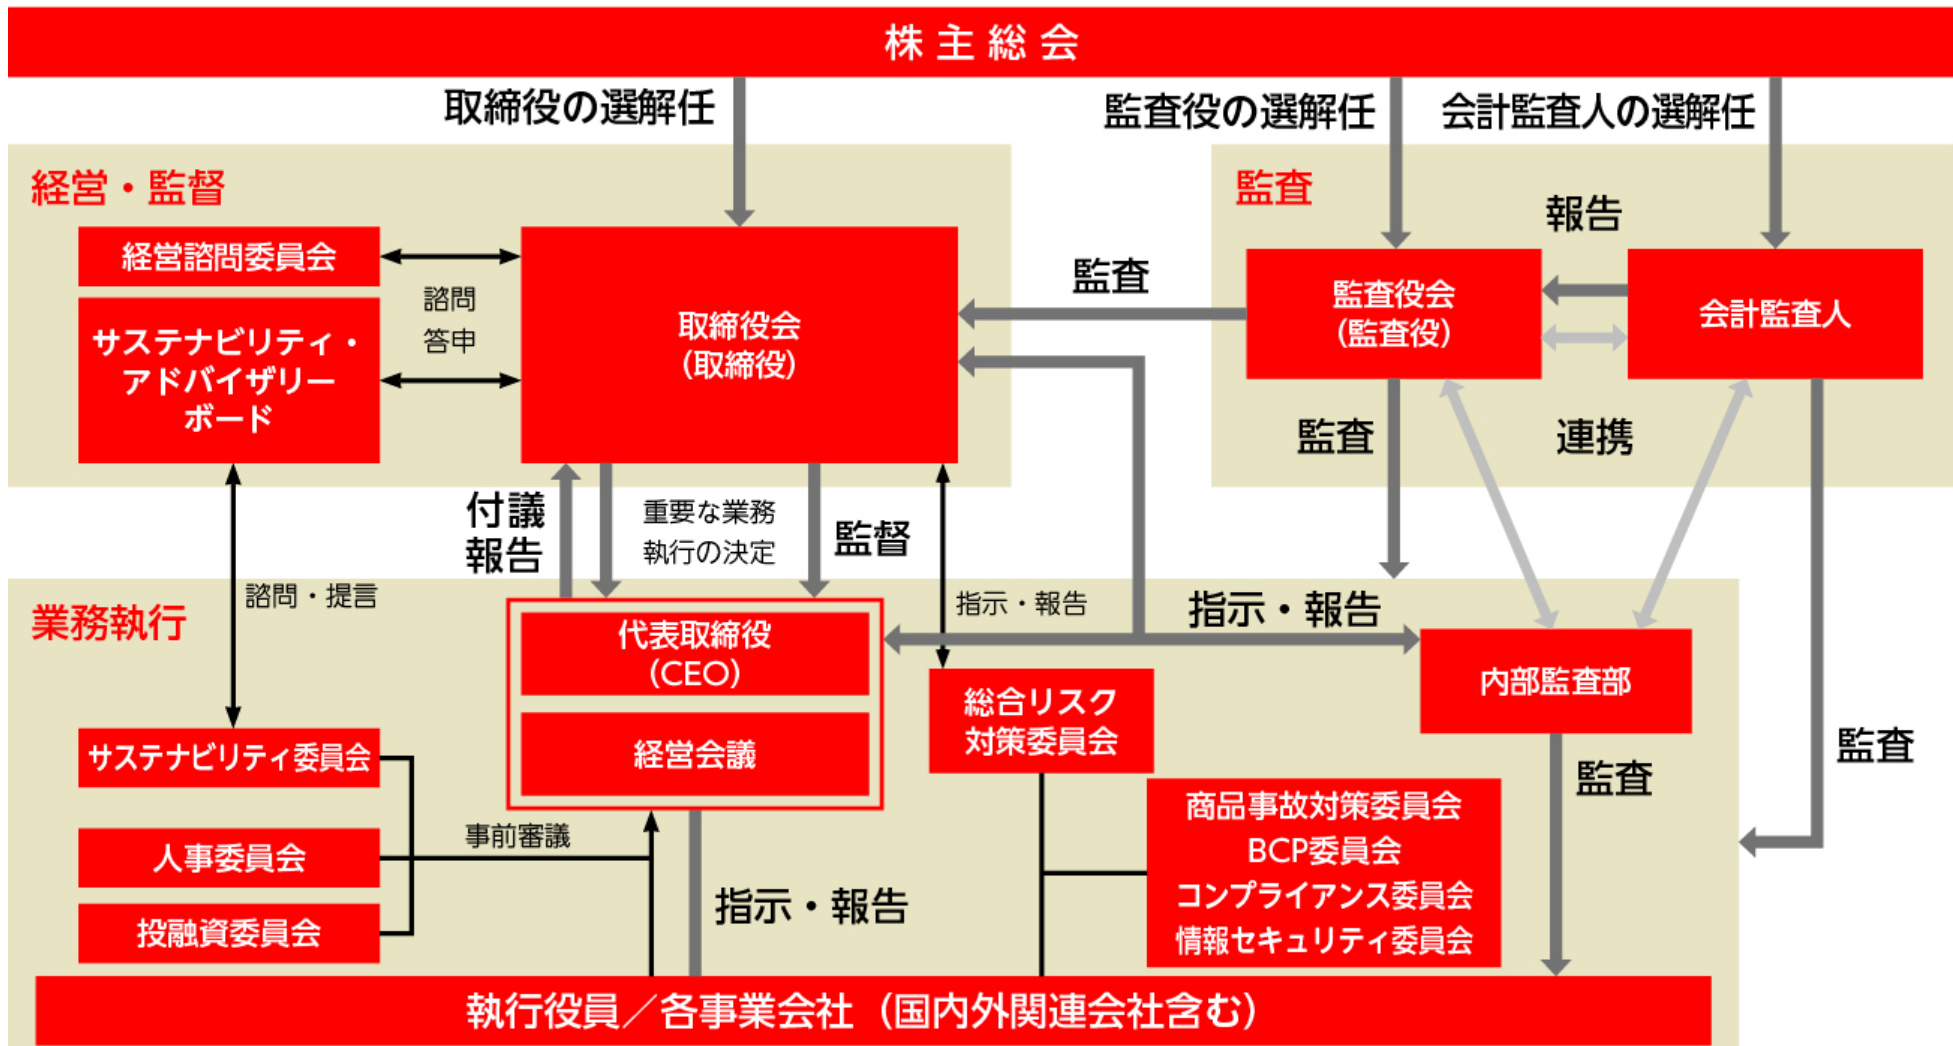 株主総会
取締役の選解任
監査役の選解任
会計監査人の選解任
経営・監督
監査
報告
経営諮問委員会
諮問
答申
サステナビリティ・
アドバイザリー
ボード
取締役会
(取締役)
監査
監査役会
(監査役)
会計監査人
監査
連携
付議
報告
重要な業務
執行の決定
監督
諮問・提言
指示・報告
指示・報告
業務執行
代表取締役
(CEO)
経営会議
総合リスク
対策委員会
内部監査部
監査
監査
サステナビリティ委員会
人事委員会
投融資委員会
事前審議
指示・報告
商品事故対策委員会
BCP委員会
コンプライアンス委員会
情報セキュリティ委員会
執行役員／各事業会社（国内外関連会社含む）